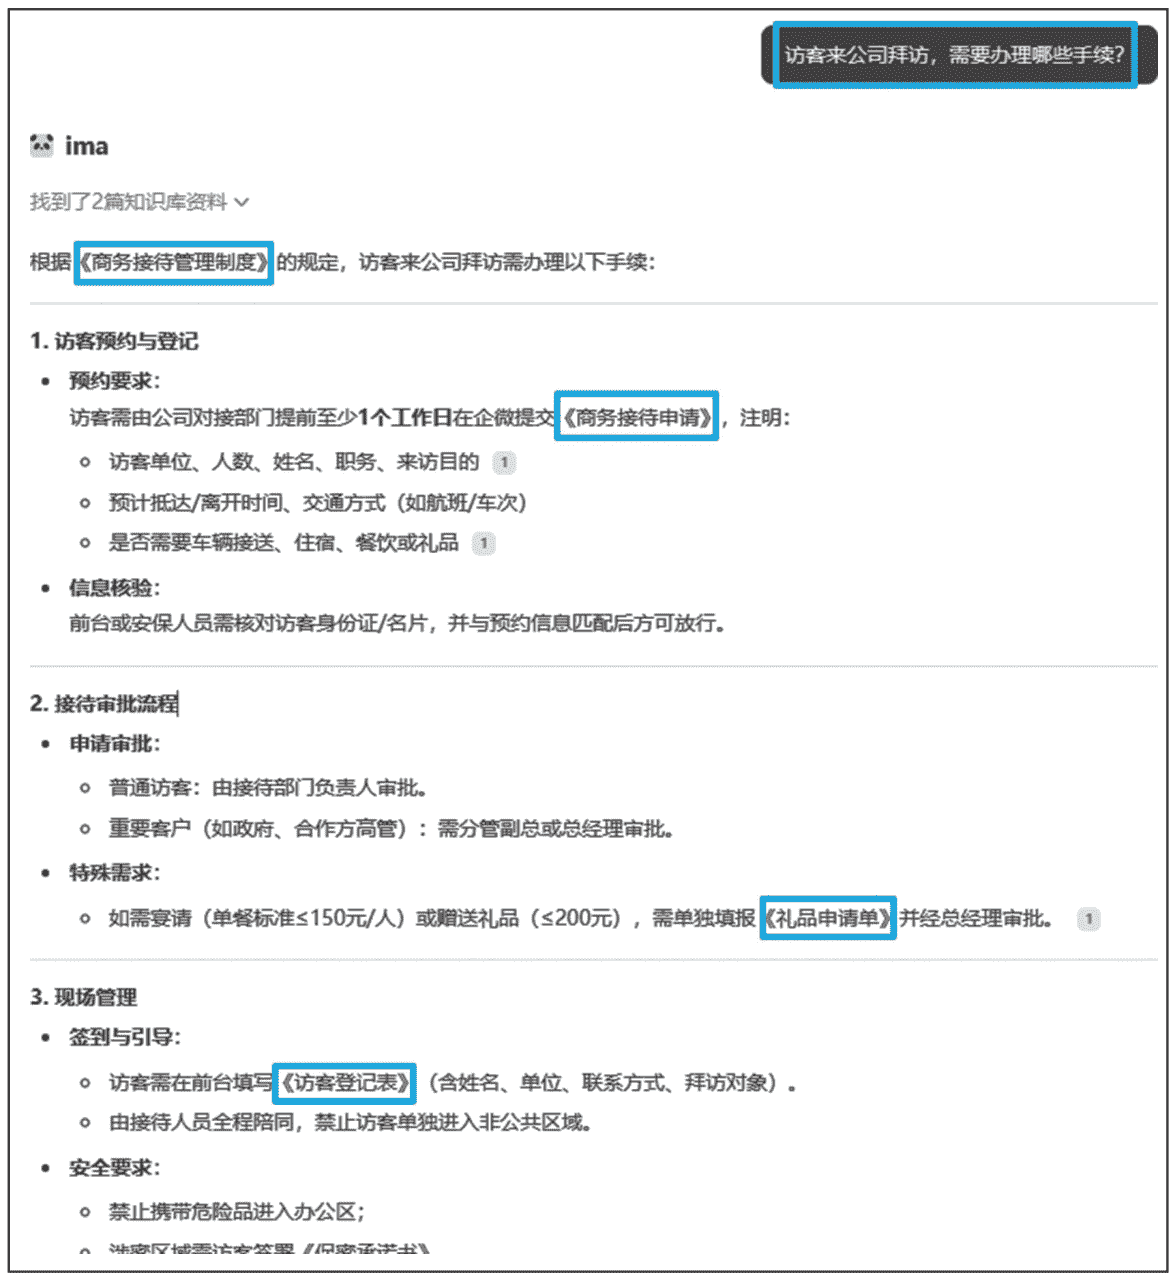 访客来公司拜访，需要办理哪些手续？
ima
找到了2篇知识库资料
根据《商务接待管理制度》的规定，访客来公司拜访需办理以下手续：
1. 访客预约与登记
• 预约要求：
访客需由公司对接部门提前至少1个工作日在企微提交《商务接待申请》，注明：
访客单位、人数、姓名、职务、来访目的 1
预计抵达/离开时间、交通方式（如航班/车次）
是否需要车辆接送、住宿、餐饮或礼品 1
• 信息核验：
前台或安保人员需核对访客身份证/名片，并与预约信息匹配后方可放行。
2. 接待审批流程
• 申请审批：
普通访客：由接待部门负责人审批。
重要客户（如政府、合作方高管）：需分管副总或总经理审批。
• 特殊需求：
如需宴请（单餐标准≤150元/人）或赠送礼品（≤200元），需单独填报《礼品申请单》并经总经理审批。 1
3. 现场管理
• 签到与引导：
访客需在前台填写《访客登记表》（含姓名、单位、联系方式、拜访对象）。
由接待人员全程陪同，禁止访客单独进入非公共区域。
• 安全要求：
禁止携带危险品进入办公区；
涉密区域需访客签署《保密承诺书》